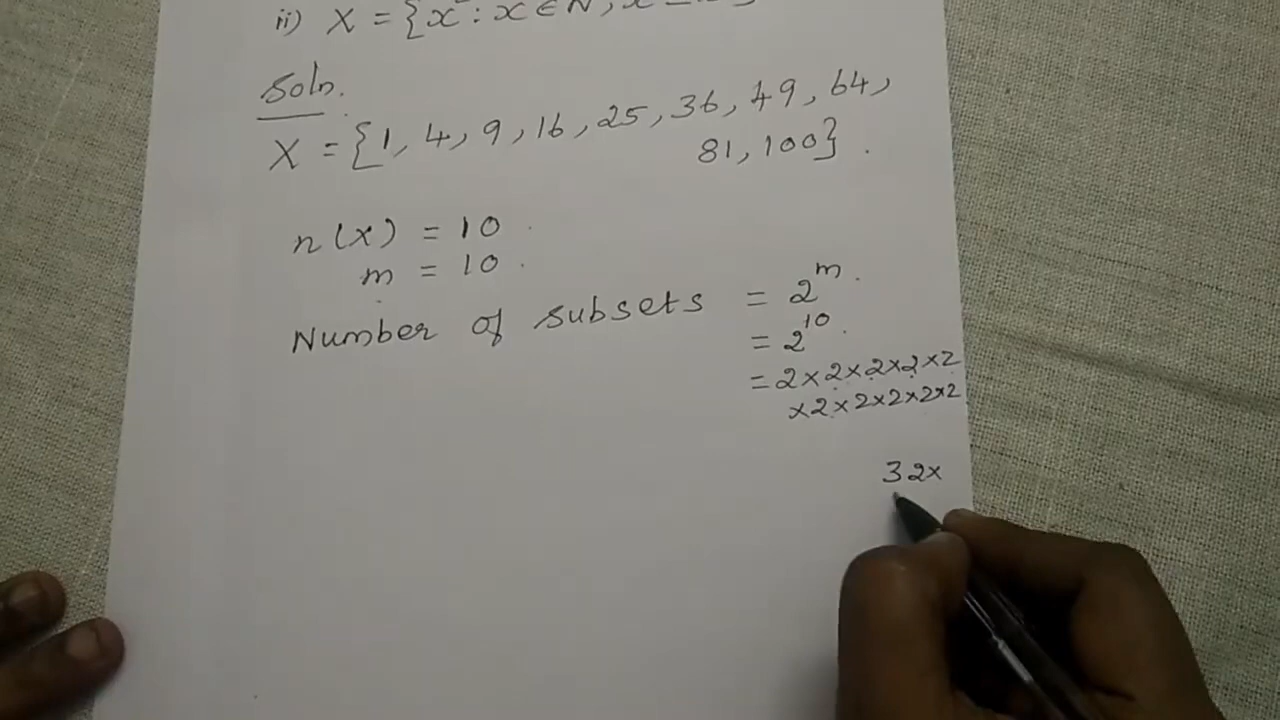 ii) X = {x² : x ∈ N, x
Soln.
X = {1, 4, 9, 16, 25, 36, 49, 64,
81, 100}.
n(x) = 10
m = 10
Number of subsets = 2^m.
= 2^10.
= 2×2×2×2×2
×2×2×2×2×2
32×